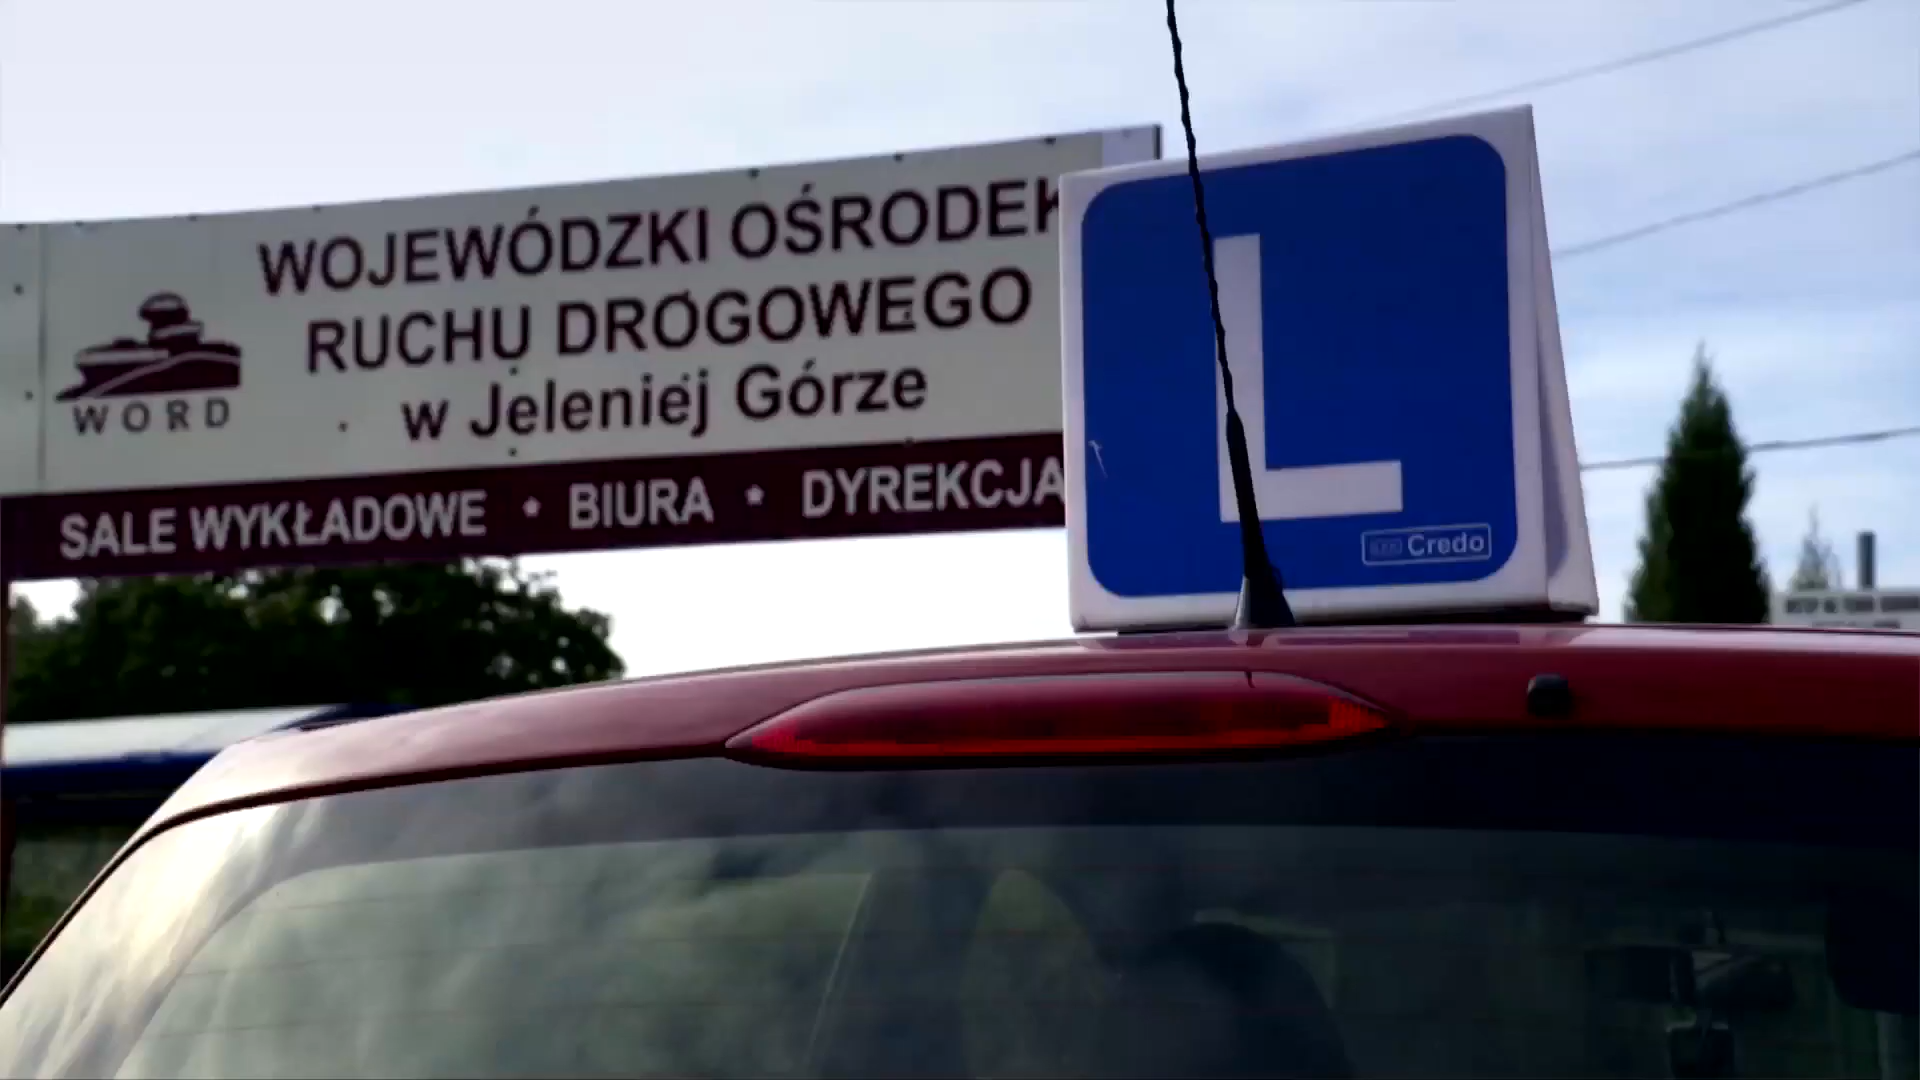 WOJEWÓDZKI OŚRODEK
RUCHU DROGOWEGO
w Jeleniej Górze
WORD
SALE WYKŁADOWE • BIURA • DYREKCJA
L
Credo